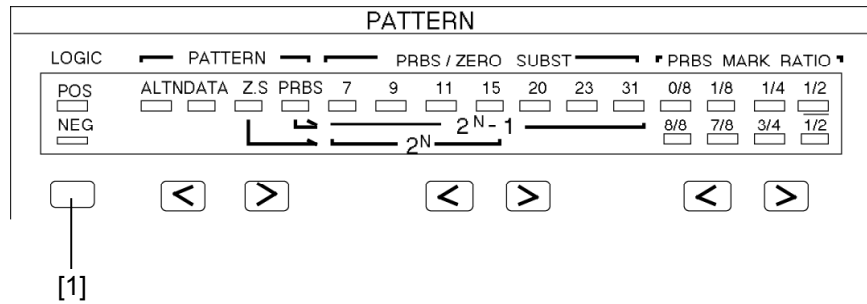 PATTERN
LOGIC PATTERN PRBS / ZERO SUBST PRBS MARK RATIO
POS ALTN DATA Z.S PRBS 7 9 11 15 20 23 31 0/8 1/8 1/4 1/2
NEG 2ᴺ - 1 8/8 7/8 3/4 1/2
2ᴺ
< > < > < >
[1]